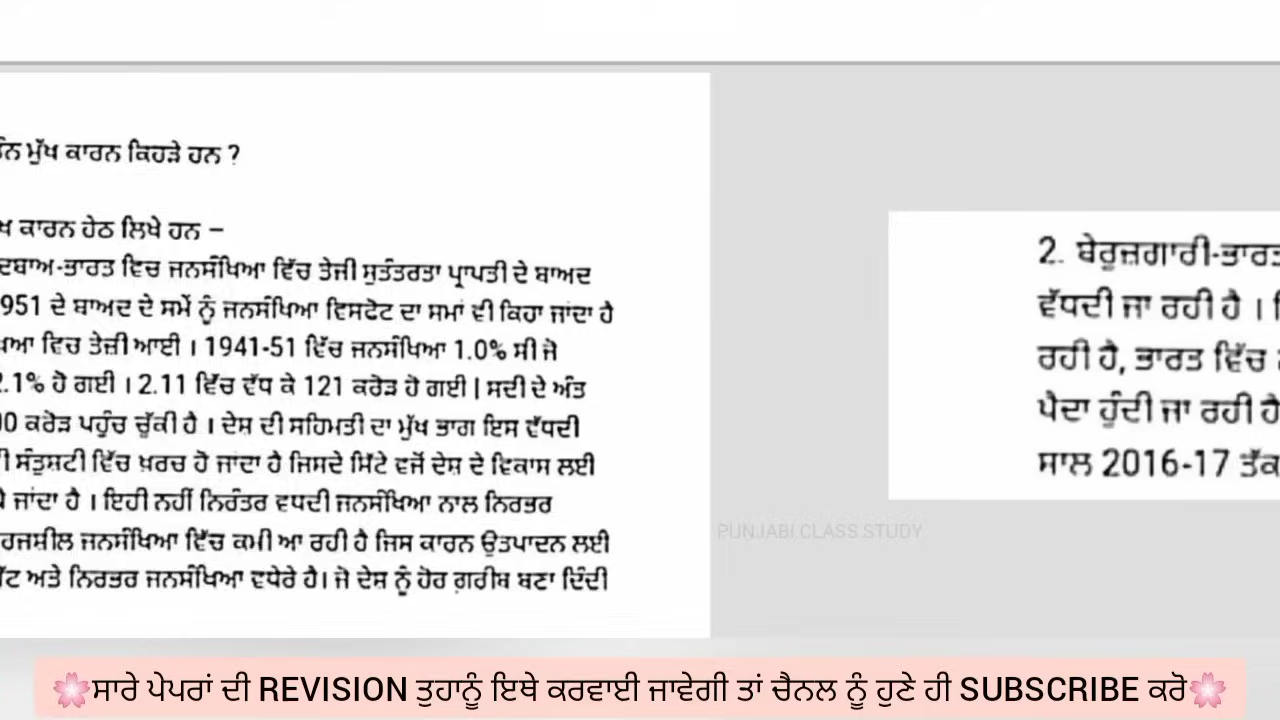 ਮੁੱਖ ਕਾਰਨ ਕਿਹੜੇ ਹਨ ?
ਕਾਰਨ ਹੇਠ ਲਿਖੇ ਹਨ –
ਦਬਾਅ-ਭਾਰਤ ਵਿਚ ਜਨਸੰਖਿਆ ਵਿੱਚ ਤੇਜੀ ਸੁਤੰਤਰਤਾ ਪ੍ਰਾਪਤੀ ਦੇ ਬਾਅਦ
951 ਦੇ ਬਾਅਦ ਦੇ ਸਮੇਂ ਨੂੰ ਜਨਸੰਖਿਆ ਵਿਸਫੋਟ ਦਾ ਸਮਾਂ ਵੀ ਕਿਹਾ ਜਾਂਦਾ ਹੈ
ਵਿਚ ਤੇਜ਼ੀ ਆਈ । 1941-51 ਵਿੱਚ ਜਨਸੰਖਿਆ 1.0% ਸੀ ਜੋ
.1% ਹੋ ਗਈ । 2.11 ਵਿੱਚ ਵੱਧ ਕੇ 121 ਕਰੋੜ ਹੋ ਗਈ | ਸਦੀ ਦੇ ਅੰਤ
0 ਕਰੋੜ ਪਹੁੰਚ ਚੁੱਕੀ ਹੈ । ਦੇਸ਼ ਦੀ ਸਹਿਮਤੀ ਦਾ ਮੁੱਖ ਭਾਗ ਇਸ ਵੱਧਦੀ
ਸੰਤੁਸ਼ਟੀ ਵਿੱਚ ਖ਼ਰਚ ਹੋ ਜਾਂਦਾ ਹੈ ਜਿਸਦੇ ਸਿੱਟੇ ਵਜੋਂ ਦੇਸ਼ ਦੇ ਵਿਕਾਸ ਲਈ
ਜਾਂਦਾ ਹੈ । ਇਹੀ ਨਹੀਂ ਨਿਰੰਤਰ ਵਧਦੀ ਜਨਸੰਖਿਆ ਨਾਲ ਨਿਰਭਰ
ਜਨਸੰਖਿਆ ਵਿੱਚ ਕਮੀ ਆ ਰਹੀ ਹੈ ਜਿਸ ਕਾਰਨ ਉਤਪਾਦਨ ਲਈ
ਅਤੇ ਨਿਰਭਰ ਜਨਸੰਖਿਆ ਵਧੇਰੇ ਹੈ। ਜੋ ਦੇਸ਼ ਨੂੰ ਹੋਰ ਗ਼ਰੀਬ ਬਣਾ ਦਿੰਦੀ
2. ਬੇਰੁਜ਼ਗਾਰੀ-ਭਾਰਤ
ਵੱਧਦੀ ਜਾ ਰਹੀ ਹੈ ।
ਰਹੀ ਹੈ, ਭਾਰਤ ਵਿੱਚ
ਪੈਦਾ ਹੁੰਦੀ ਜਾ ਰਹੀ ਹੈ
ਸਾਲ 2016-17 ਤੱਕ
PUNJABI CLASS STUDY
🌸ਸਾਰੇ ਪੇਪਰਾਂ ਦੀ REVISION ਤੁਹਾਨੂੰ ਇਥੇ ਕਰਵਾਈ ਜਾਵੇਗੀ ਤਾਂ ਚੈਨਲ ਨੂੰ ਹੁਣੇ ਹੀ SUBSCRIBE ਕਰੋ🌸